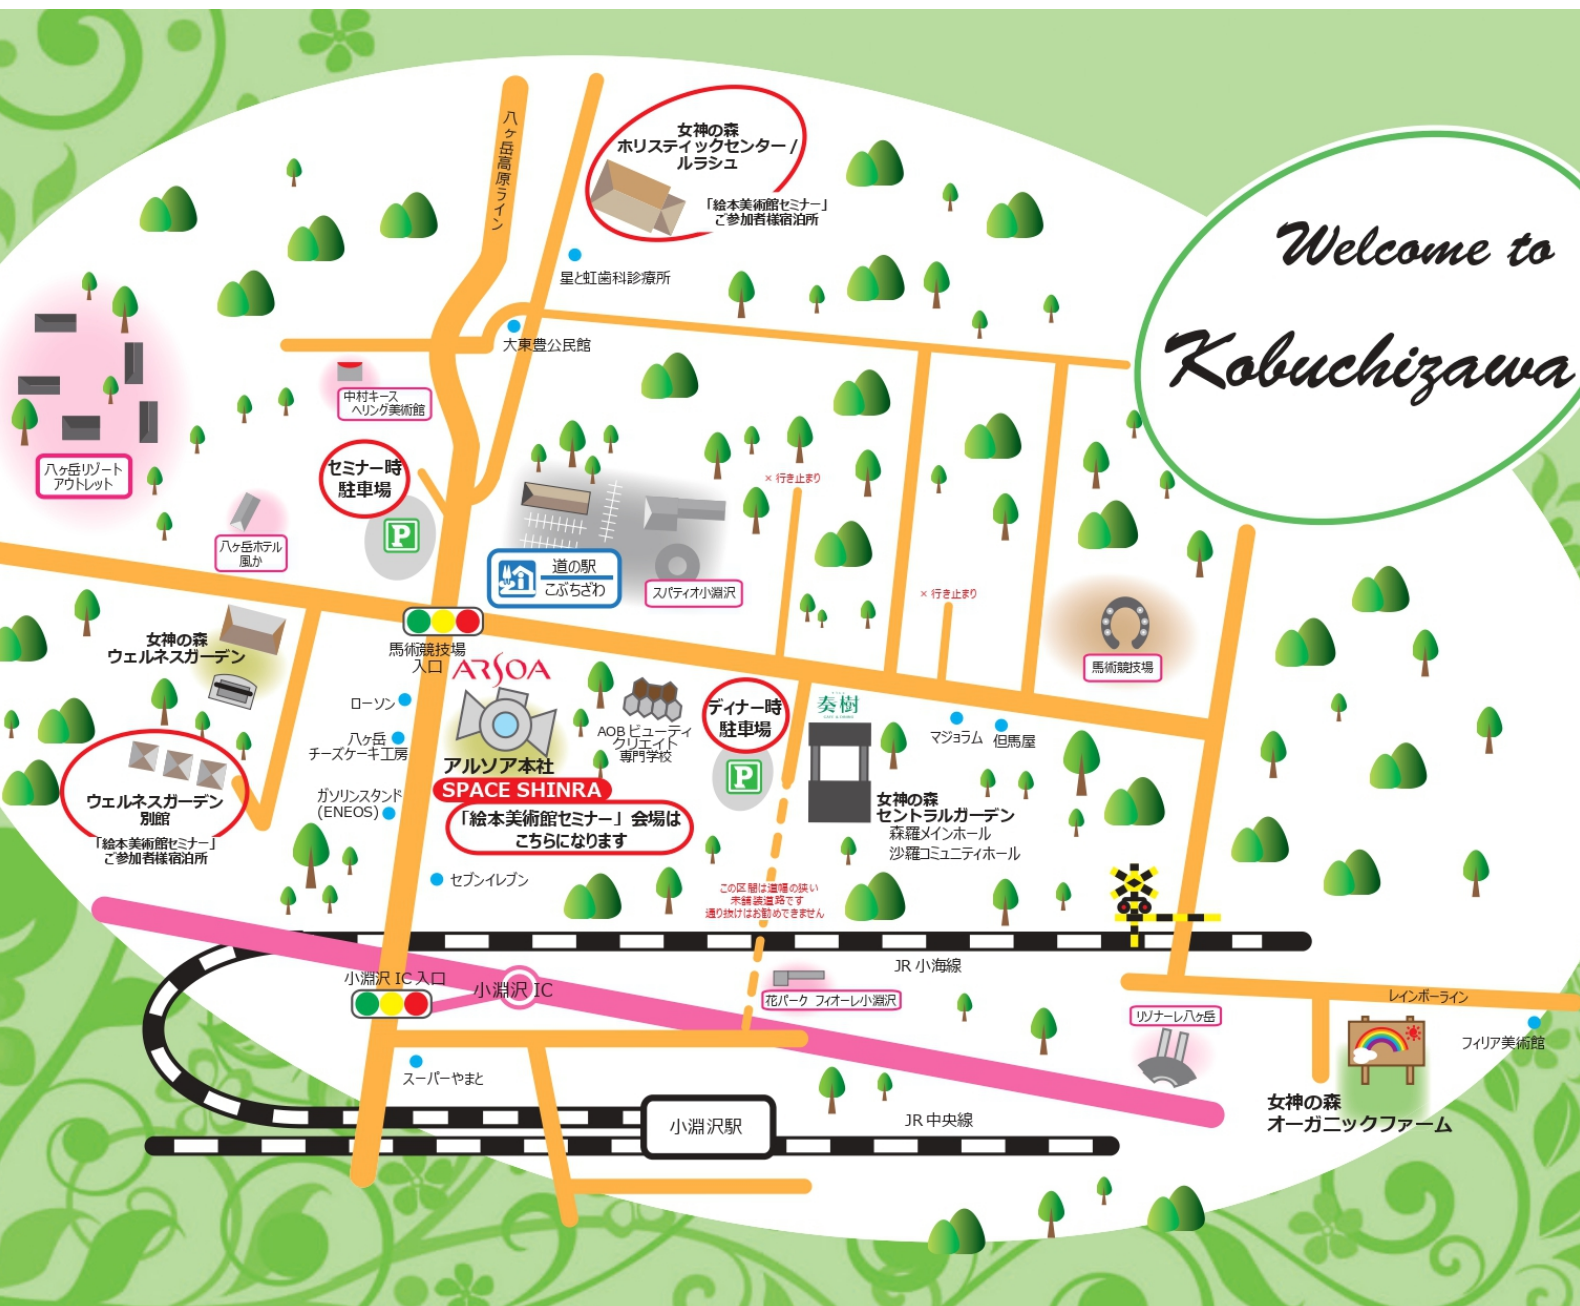 Welcome to
Kobuchizawa
八ヶ岳高原ライン
女神の森
ホリスティックセンター /
ルラシュ
「絵本美術館セミナー」
ご参加者様宿泊所
星と虹歯科診療所
大東豊公民館
中村キース
ヘリング美術館
八ヶ岳リゾート
アウトレット
セミナー時
駐車場
P
八ヶ岳ホテル
風か
道の駅
こぶちざわ
スパティオ小淵沢
× 行き止まり
× 行き止まり
馬術競技場
馬術競技場
入口
女神の森
ウェルネスガーデン
ARSOA
ローソン
八ヶ岳
チーズケーキ工房
ガソリンスタンド
(ENEOS)
アルソア本社
SPACE SHINRA
「絵本美術館セミナー」会場は
こちらになります
AOB ビューティ
クリエイト
専門学校
ディナー時
駐車場
P
奏樹
マジョラム
但馬屋
女神の森
セントラルガーデン
森羅メインホール
沙羅コミュニティホール
ウェルネスガーデン
別館
「絵本美術館セミナー」
ご参加者様宿泊所
セブンイレブン
この区間は道幅の狭い
未舗装道路です
通り抜けはお勧めできません
JR 小海線
小淵沢 IC 入口
小淵沢 IC
花パーク フィオーレ小淵沢
リゾナーレ八ヶ岳
レインボーライン
フィリア美術館
スーパーやまと
小淵沢駅
JR 中央線
女神の森
オーガニックファーム